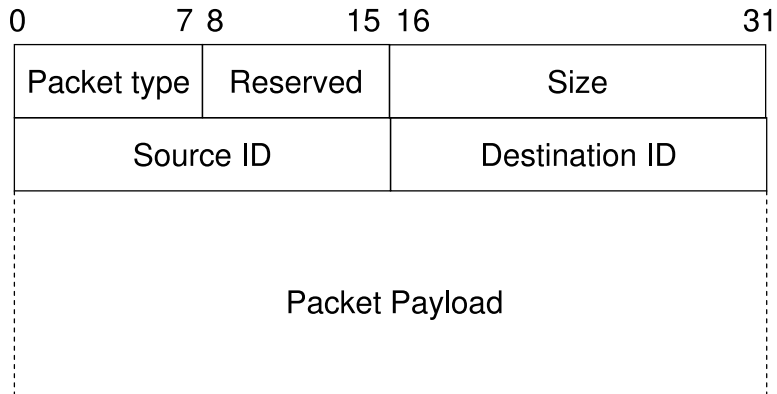 0 7 8 15 16 31
Packet type Reserved Size
Source ID Destination ID
Packet Payload